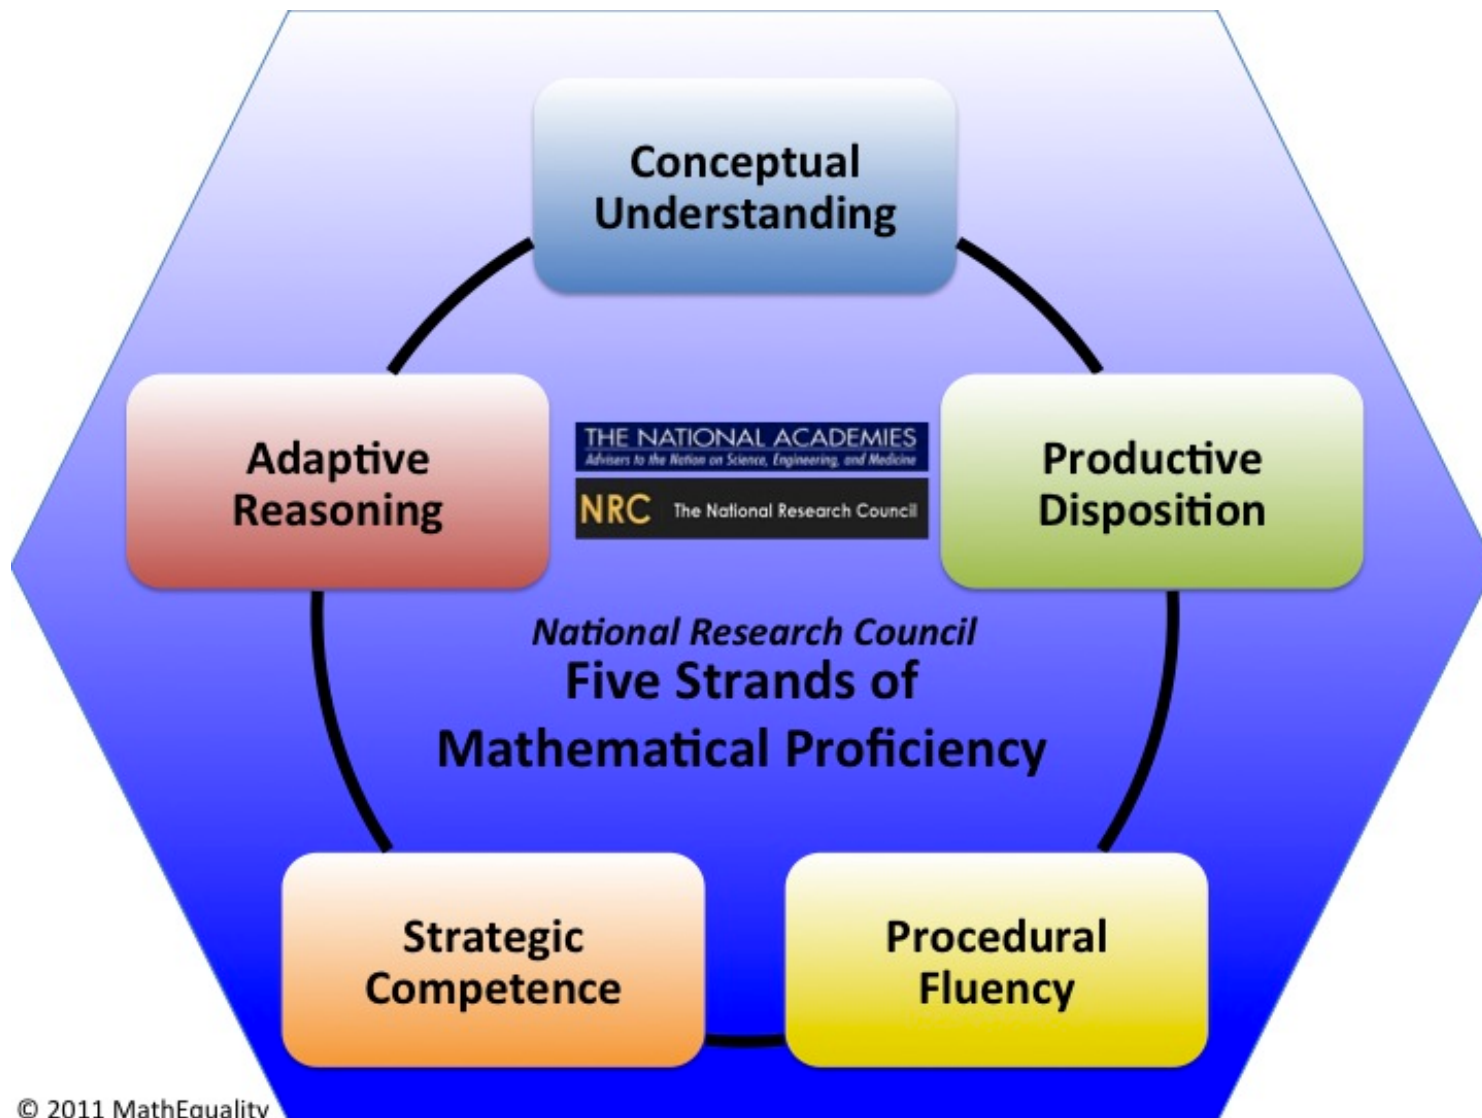 Conceptual
Understanding
Adaptive
Reasoning
THE NATIONAL ACADEMIES
Advisers to the Nation on Science, Engineering, and Medicine
NRC The National Research Council
Productive
Disposition
National Research Council
Five Strands of
Mathematical Proficiency
Strategic
Competence
Procedural
Fluency
© 2011 MathEquality